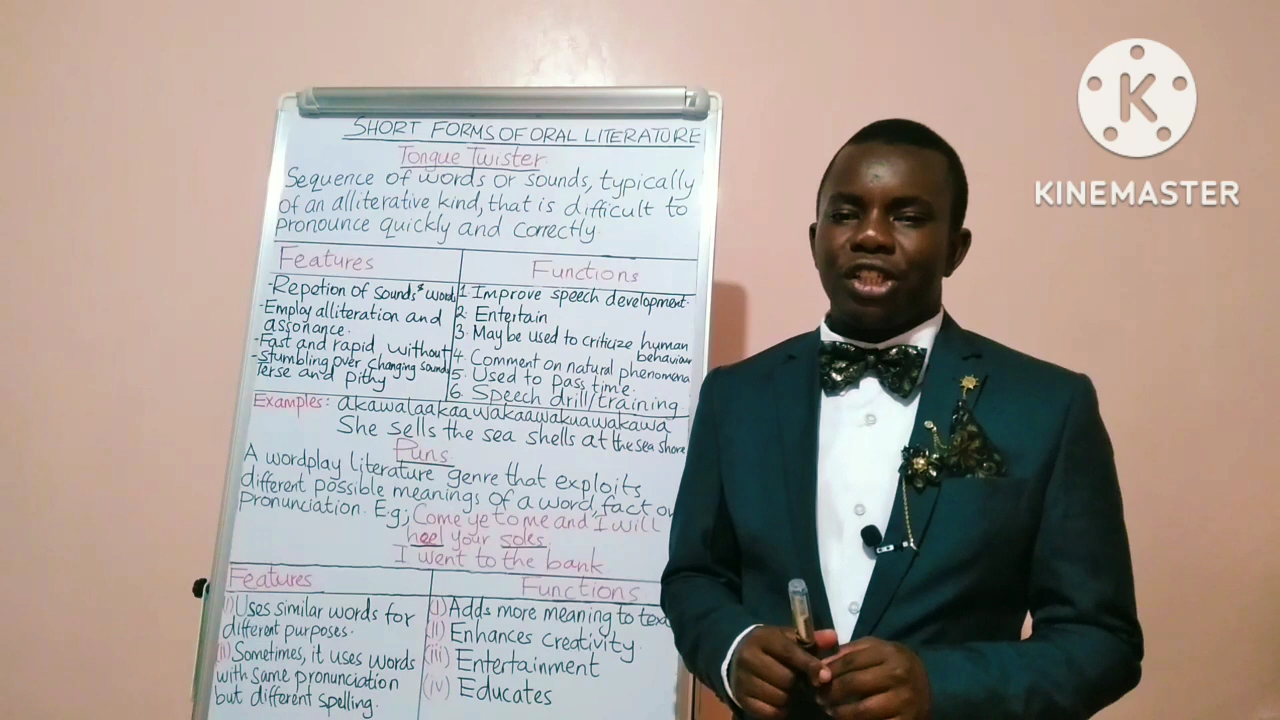 SHORT FORMS OF ORAL LITERATURE
Tongue Twister
Sequence of words or sounds, typically
of an alliterative kind, that is difficult to
pronounce quickly and correctly.
Features
-Repetion of sounds & words
-Employ alliteration and
assonance.
-Fast and rapid without
-Stumbling over changing sounds
Terse and pithy
Functions
1. Improve speech development.
2. Entertain
3. May be used to criticize human
behaviour
4. Comment on natural phenomena
5. Used to pass time.
6. Speech drill/training
Examples: akawalaakaawakaawakuawakawa
She sells the sea shells at the sea shore
Puns
A wordplay literature genre that exploits
different possible meanings of a word, fact or
pronunciation. E.g; Come ye to me and I will
heel your soles.
I went to the bank
Features
i) Uses similar words for
different purposes.
(ii) Sometimes, it uses words
with same pronunciation
but different spelling.
Functions
(i) Adds more meaning to
(ii) Enhances creativity.
(iii) Entertainment
(iv) Educates
K
KINEMASTER